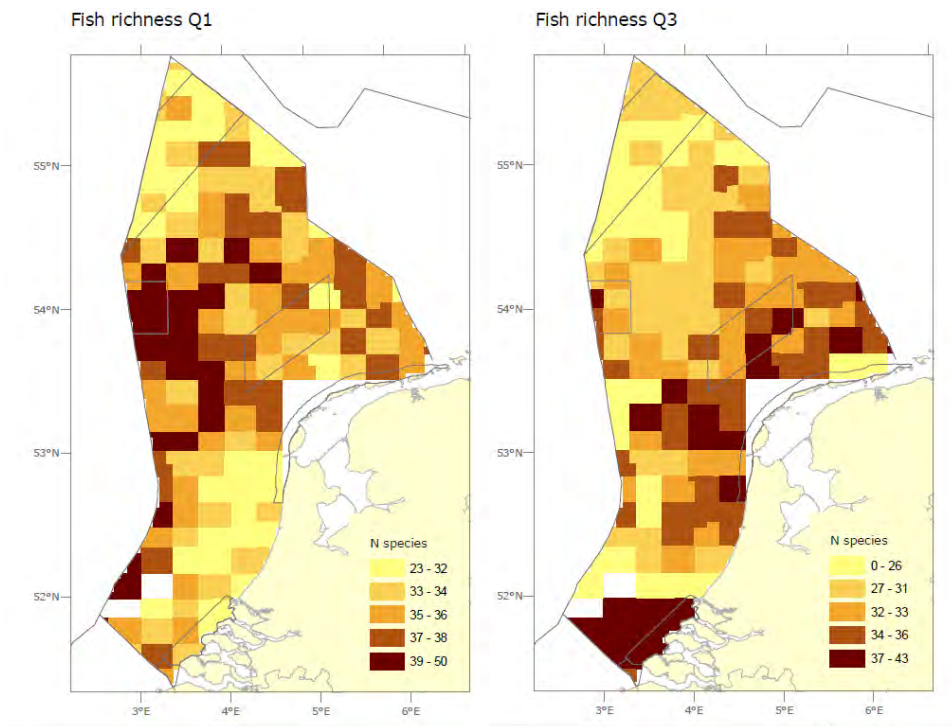 Fish richness Q1
Fish richness Q3
55°N
54°N
53°N
52°N
3°E
4°E
5°E
6°E
N species
23 - 32
33 - 34
35 - 36
37 - 38
39 - 50
55°N
54°N
53°N
52°N
3°E
4°E
5°E
6°E
N species
0 - 26
27 - 31
32 - 33
34 - 36
37 - 43